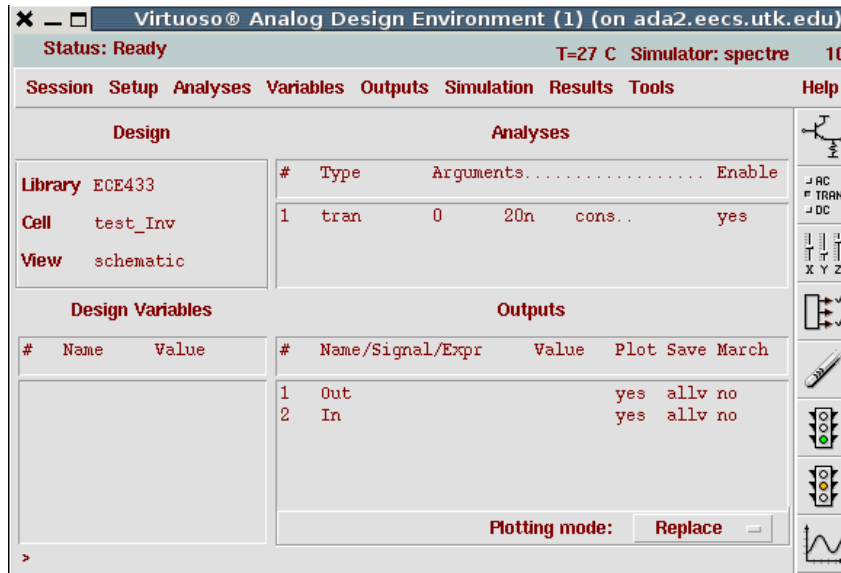 Virtuoso® Analog Design Environment (1) (on ada2.eecs.utk.edu)
Status: Ready T=27 C Simulator: spectre 10
Session Setup Analyses Variables Outputs Simulation Results Tools Help
Design Analyses
Library ECE433
Cell test_Inv
View schematic
# Type Arguments................... Enable
1 tran 0 20n cons.. yes
AC
TRAN
DC
X Y Z
Design Variables Outputs
# Name Value
# Name/Signal/Expr Value Plot Save March
1 Out yes allv no
2 In yes allv no
Plotting mode: Replace
>